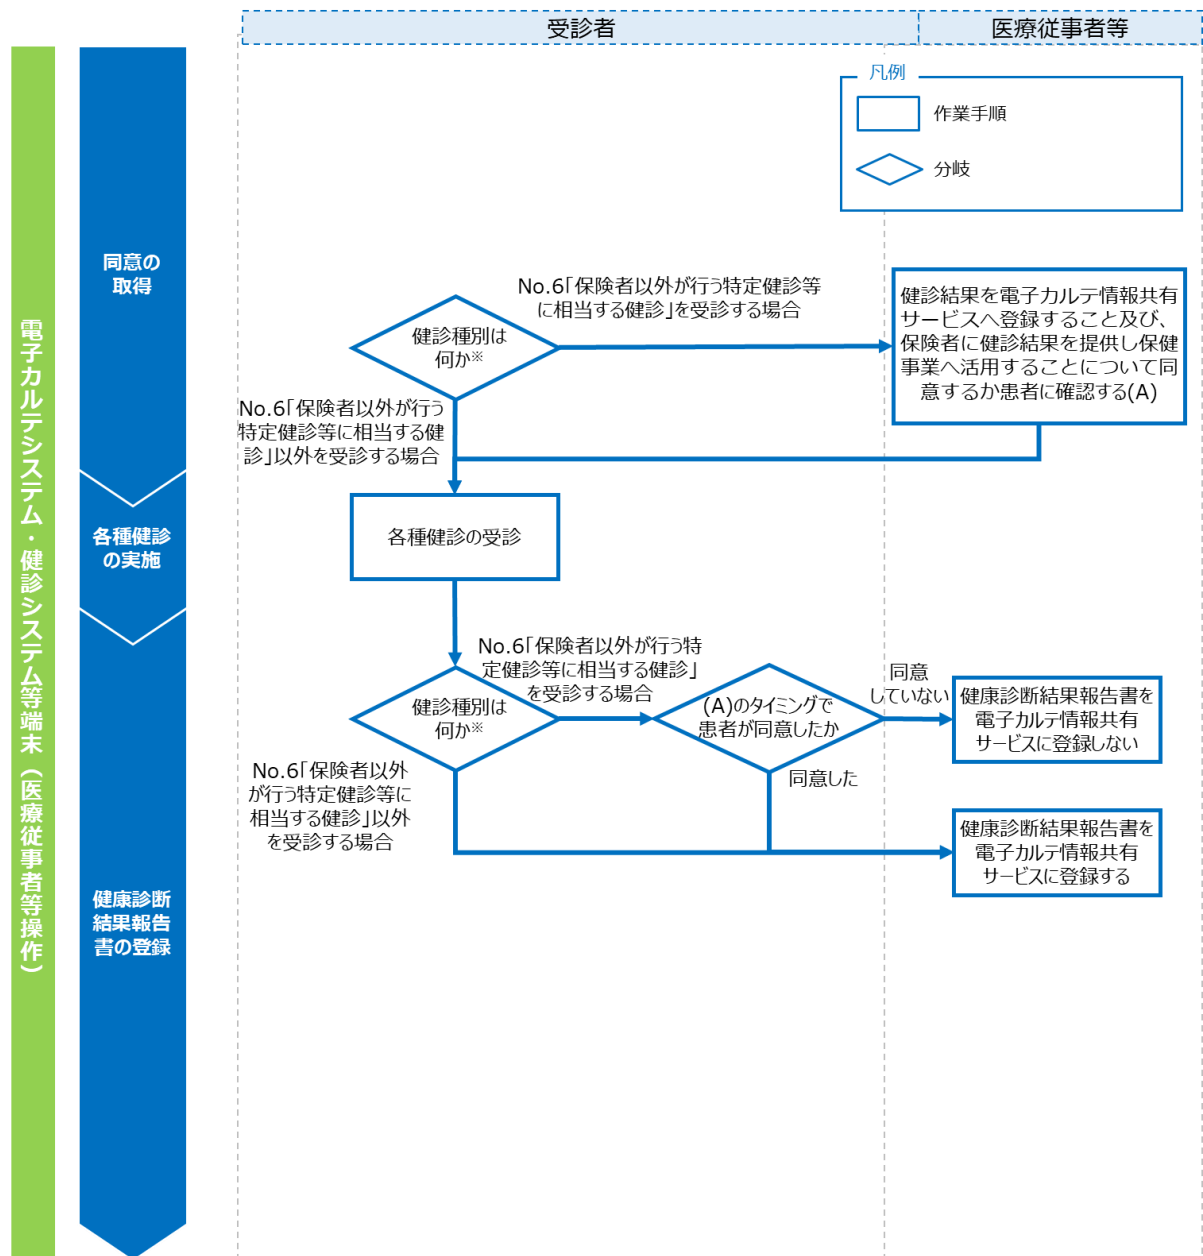 受診者
医療従事者等
凡例
作業手順
分岐
電子カルテシステム・健診システム等端末（医療従事者等操作）
同意の
取得
No.6「保険者以外が行う特定健診等
に相当する健診」を受診する場合
健診種別は
何か※
健診結果を電子カルテ情報共有
サービスへ登録すること及び、
保険者に健診結果を提供し保健
事業へ活用することについて同
意するか患者に確認する(A)
No.6「保険者以外が行う
特定健診等に相当する健
診」以外を受診する場合
各種健診
の実施
各種健診の受診
No.6「保険者以外が行う特
定健診等に相当する健診」
を受診する場合
健診種別は
何か※
(A)のタイミングで
患者が同意したか
同意
していない
健康診断結果報告書を
電子カルテ情報共有
サービスに登録しない
同意した
No.6「保険者以外
が行う特定健診等に
相当する健診」以外
を受診する場合
健康診断結果報告書を
電子カルテ情報共有
サービスに登録する
健康診断
結果報告
書の登録